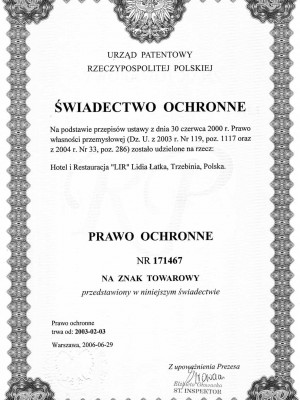 URZĄD PATENTOWY
RZECZYPOSPOLITEJ POLSKIEJ
ŚWIADECTWO OCHRONNE
Na podstawie przepisów ustawy z dnia 30 czerwca 2000 r. Prawo
własności przemysłowej (Dz. U. z 2003 r. Nr 119, poz. 1117 oraz
z 2004 r. Nr 33, poz. 286) zostało udzielone na rzecz:
Hotel i Restauracja "LIR" Lidia Łatka, Trzebinia, Polska.
PRAWO OCHRONNE
NR 171467
NA ZNAK TOWAROWY
przedstawiony w niniejszym świadectwie
Prawo ochronne
trwa od: 2003-02-03
Warszawa, 2006-06-29
Z upoważnienia Prezesa
ST. INSPEKTOR